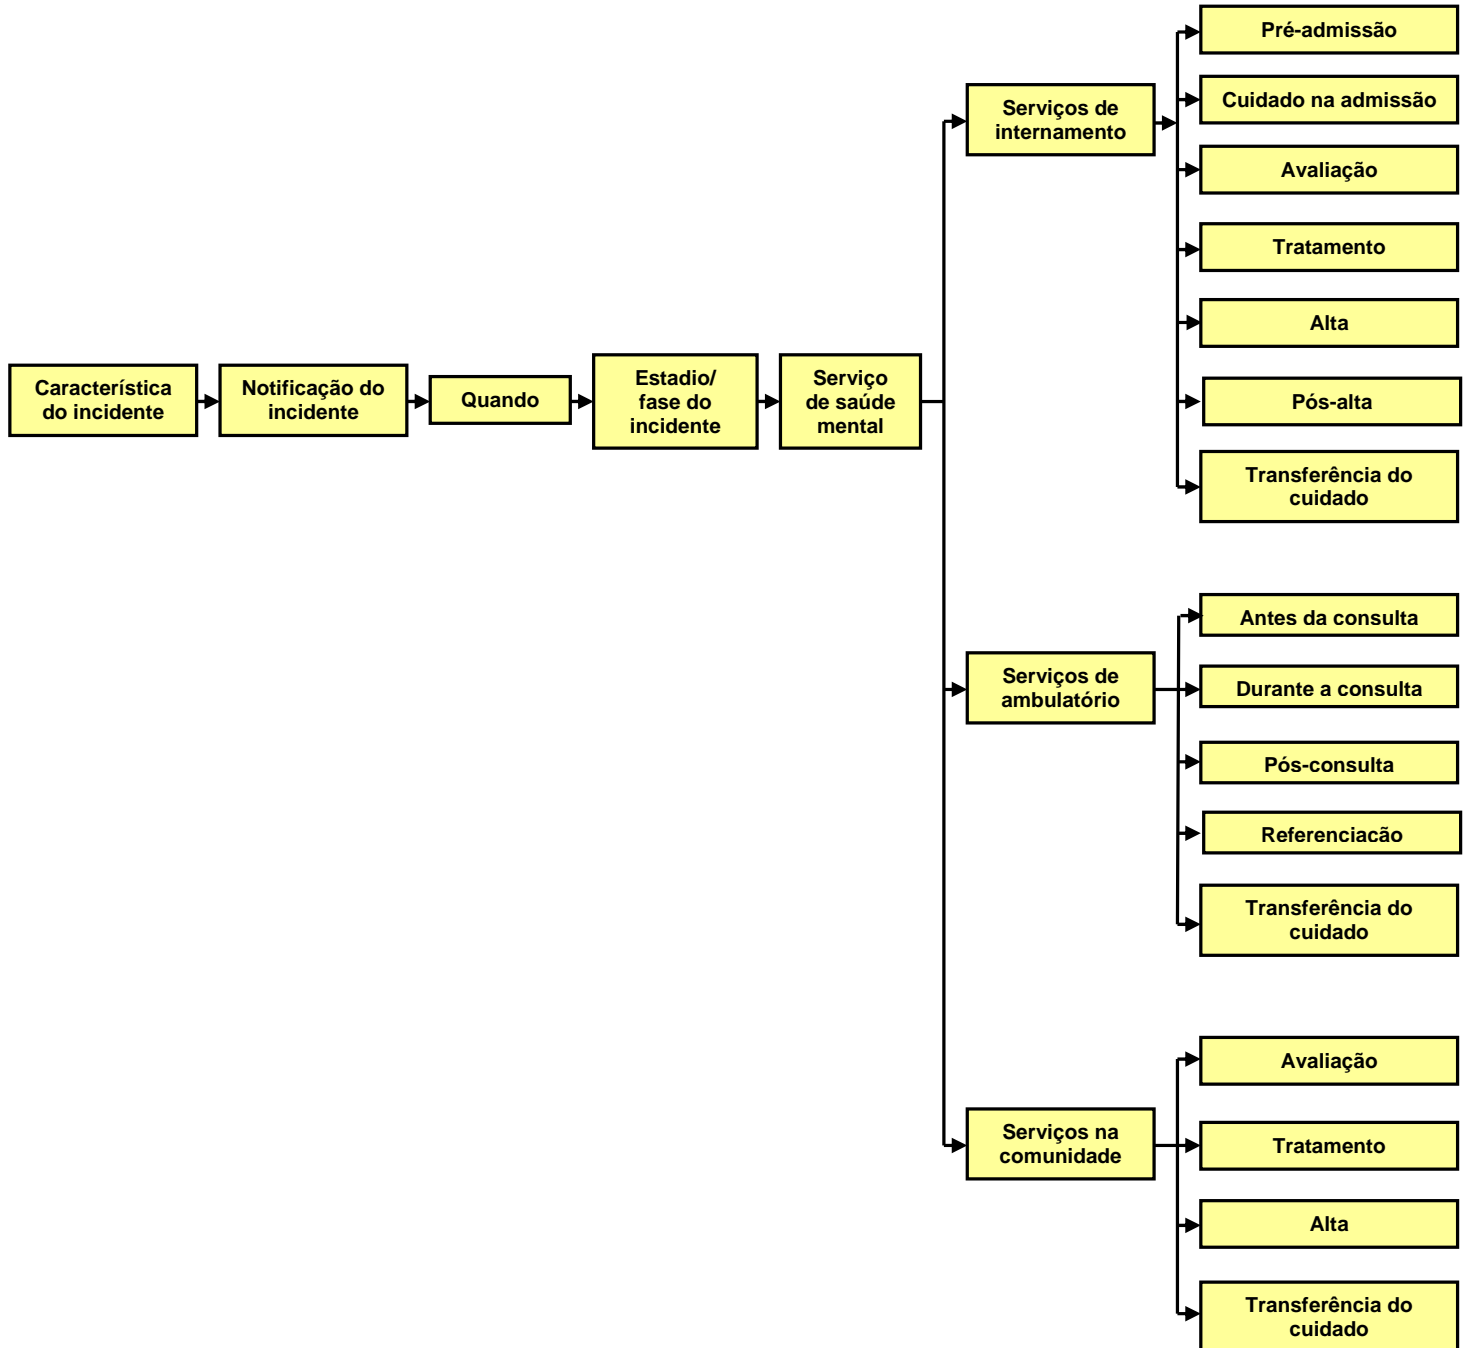 Característica
do incidente
Notificação do
incidente
Quando
Estadio/
fase do
incidente
Serviço
de saúde
mental
Serviços de
internamento
Pré-admissão
Cuidado na admissão
Avaliação
Tratamento
Alta
Pós-alta
Transferência do
cuidado
Serviços de
ambulatório
Antes da consulta
Durante a consulta
Pós-consulta
Referenciacão
Transferência do
cuidado
Serviços na
comunidade
Avaliação
Tratamento
Alta
Transferência do
cuidado